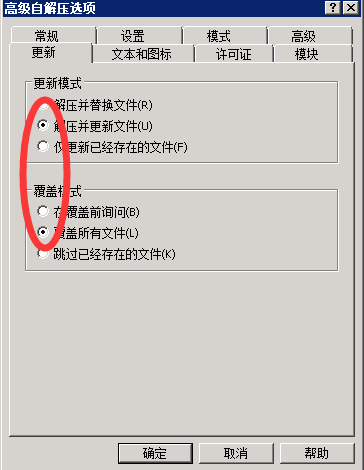 高级自解压选项
常规 设置 模式 高级
更新 文本和图标 许可证 模块
更新模式
解压并替换文件(R)
解压并更新文件(U)
仅更新已经存在的文件(F)
覆盖模式
在覆盖前询问(B)
覆盖所有文件(L)
跳过已经存在的文件(K)
确定 取消 帮助